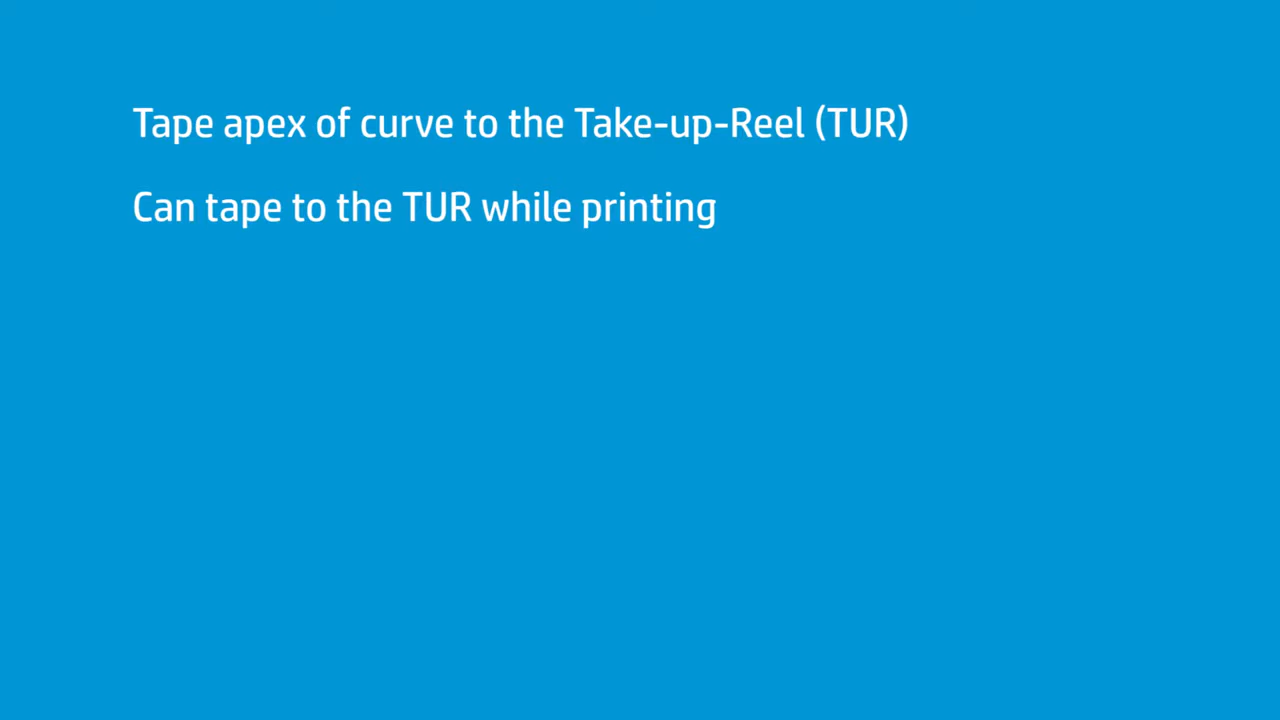 Tape apex of curve to the Take-up-Reel (TUR)
Can tape to the TUR while printing